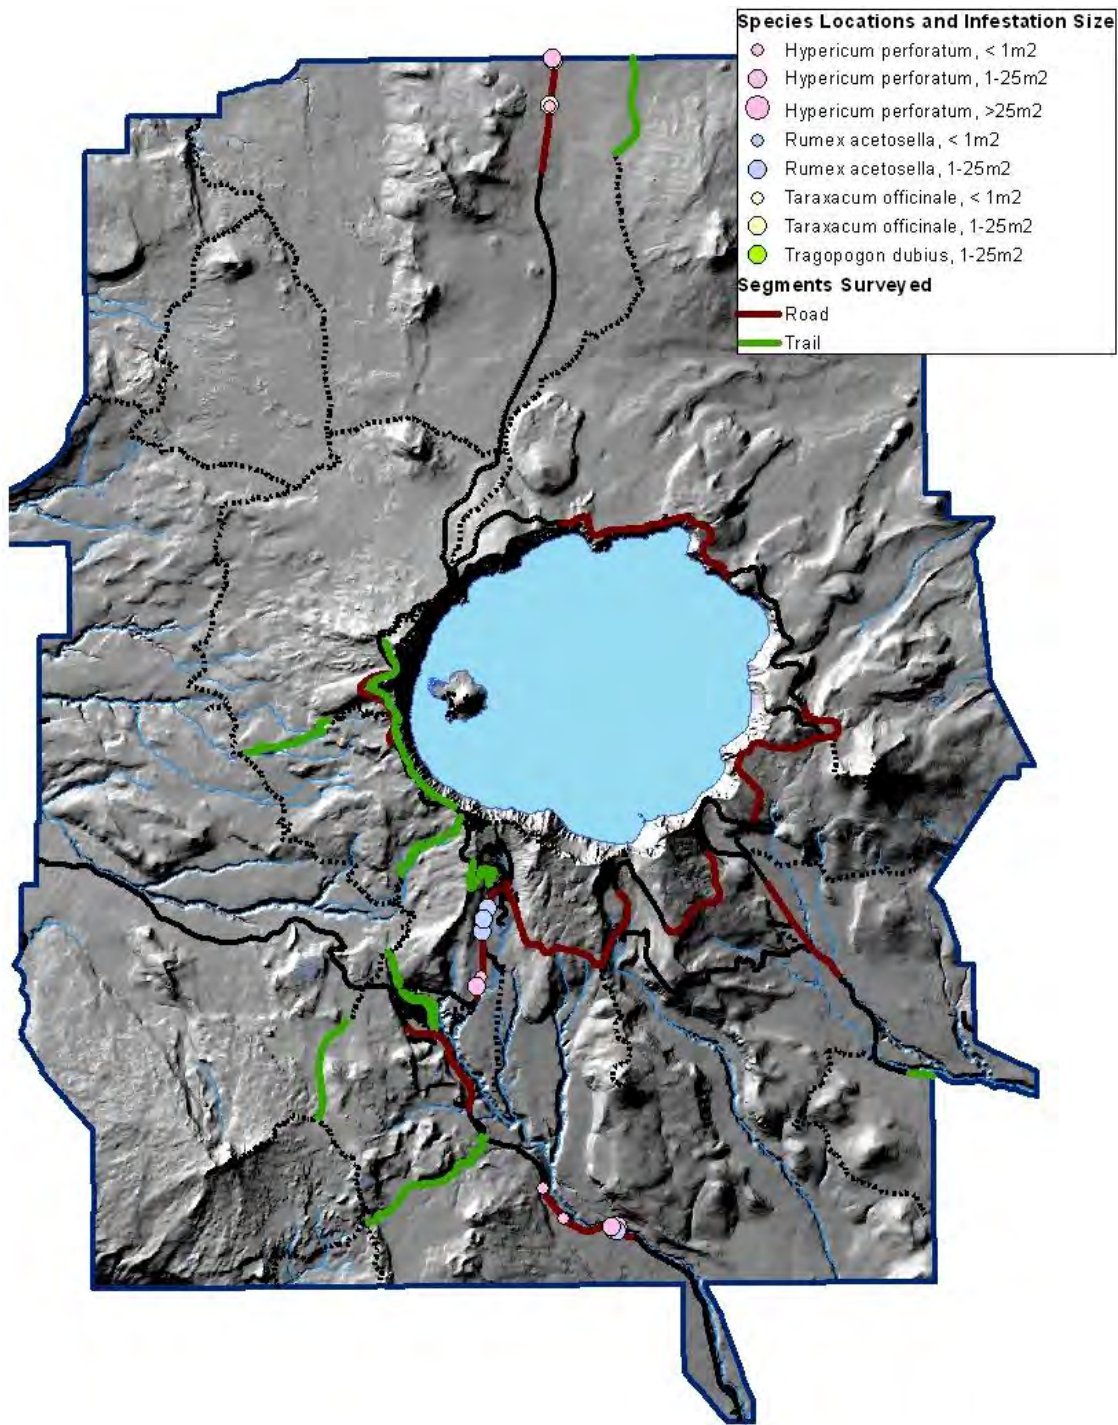 Species Locations and Infestation Size
Hypericum perforatum, < 1m2
Hypericum perforatum, 1-25m2
Hypericum perforatum, >25m2
Rumex acetosella, < 1m2
Rumex acetosella, 1-25m2
Taraxacum officinale, < 1m2
Taraxacum officinale, 1-25m2
Tragopogon dubius, 1-25m2
Segments Surveyed
Road
Trail